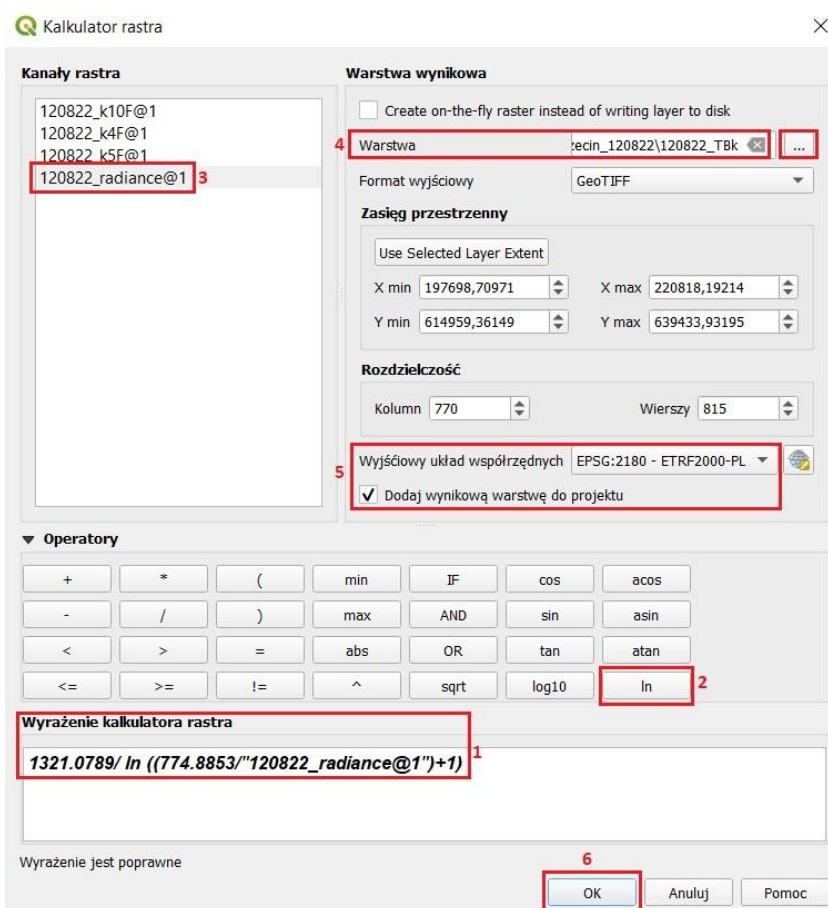 Kalkulator rastra
Kanały rastra
120822_k10F@1
120822_k4F@1
120822_k5F@1
120822_radiance@1 3
Warstwa wynikowa
Create on-the-fly raster instead of writing layer to disk
4 Warstwa zecin_120822\120822_TBk ...
Format wyjściowy GeoTIFF
Zasięg przestrzenny
Use Selected Layer Extent
X min 197698,70971 X max 220818,19214
Y min 614959,36149 Y max 639433,93195
Rozdzielczość
Kolumn 770 Wierszy 815
Wyjśćiowy układ współrzędnych EPSG:2180 - ETRF2000-PL
5
Dodaj wynikową warstwę do projektu
Operatory
+ * ( min IF cos acos
- / ) max AND sin asin
< > = abs OR tan atan
<= >= != ^ sqrt log10 ln 2
Wyrażenie kalkulatora rastra
1321.0789/ ln ((774.8853/"120822_radiance@1")+1) 1
Wyrażenie jest poprawne
6
OK Anuluj Pomoc